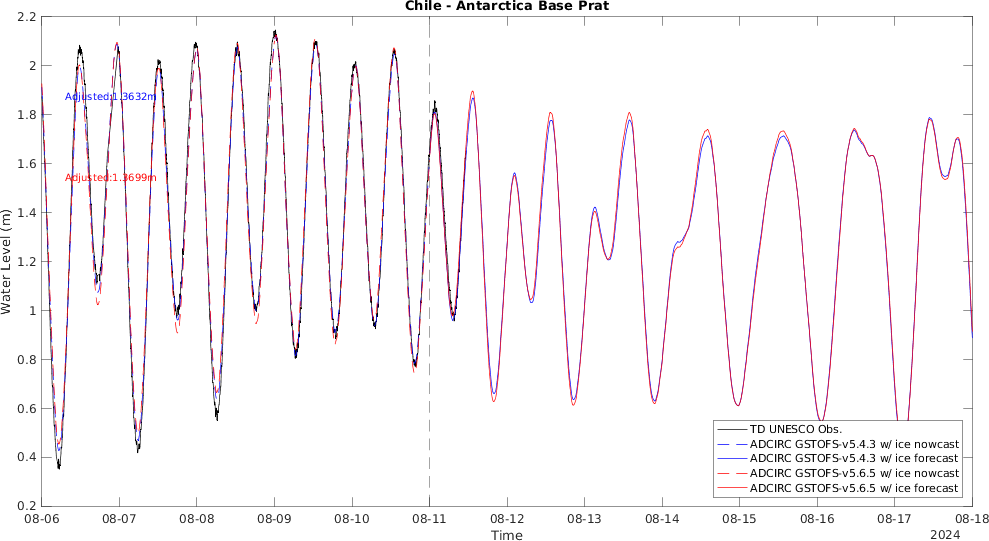 Chile - Antarctica Base Prat
2.2
2
1.8
1.6
1.4
1.2
1
0.8
0.6
0.4
0.2
Water Level (m)
Adjusted:1.3632m
Adjusted:1.3699m
TD UNESCO Obs.
ADCIRC GSTOFS-v5.4.3 w/ ice nowcast
ADCIRC GSTOFS-v5.4.3 w/ ice forecast
ADCIRC GSTOFS-v5.6.5 w/ ice nowcast
ADCIRC GSTOFS-v5.6.5 w/ ice forecast
08-06 08-07 08-08 08-09 08-10 08-11 08-12 08-13 08-14 08-15 08-16 08-17 08-18
Time
2024